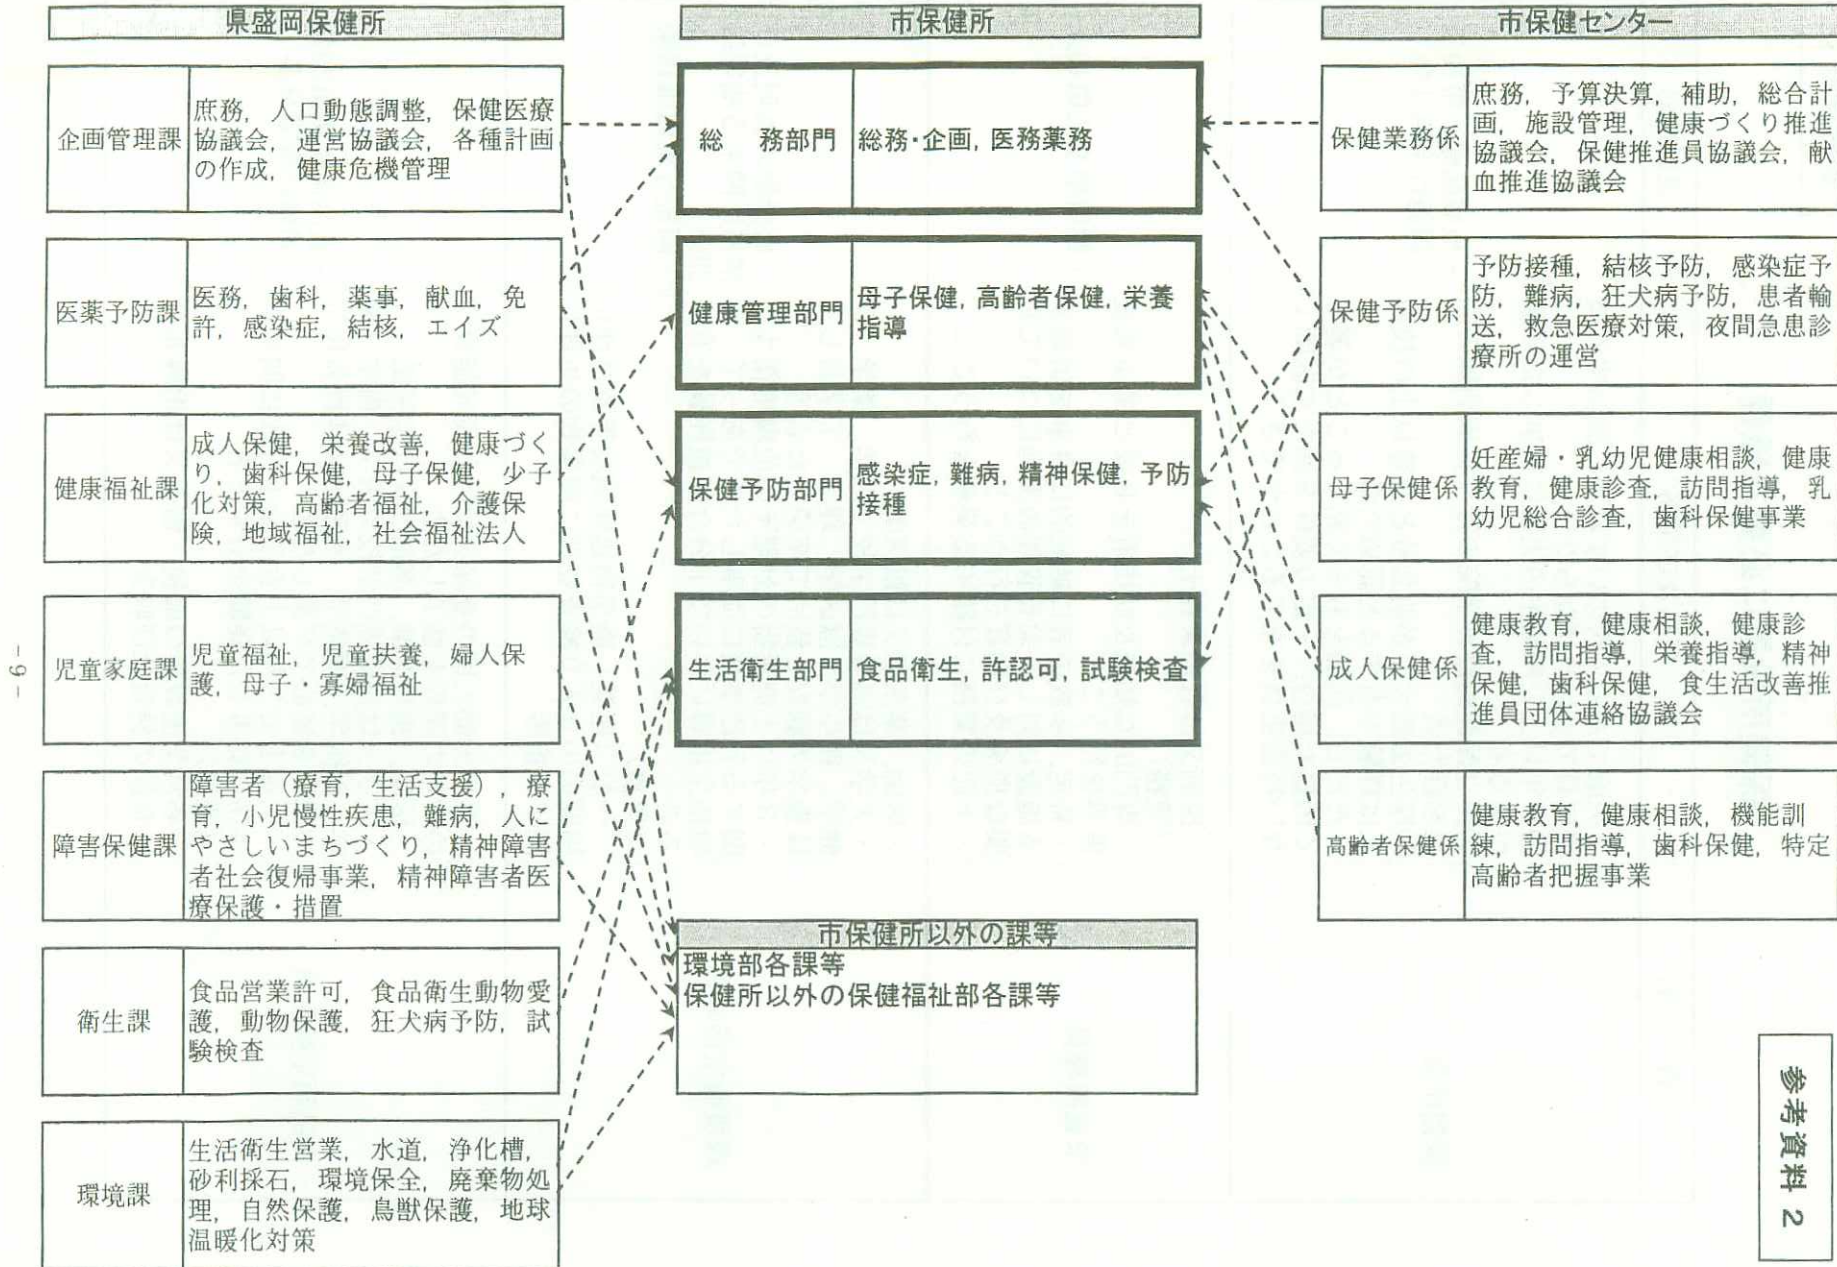 県盛岡保健所
企画管理課
庶務，人口動態調整，保健医療
協議会，運営協議会，各種計画
の作成，健康危機管理
医薬予防課
医務，歯科，薬事，献血，免
許，感染症，結核，エイズ
健康福祉課
成人保健，栄養改善，健康づく
り，歯科保健，母子保健，少子
化対策，高齢者福祉，介護保
険，地域福祉，社会福祉法人
児童家庭課
児童福祉，児童扶養，婦人保
護，母子・寡婦福祉
障害保健課
障害者（療育，生活支援），療
育，小児慢性疾患，難病，人に
やさしいまちづくり，精神障害
者社会復帰事業，精神障害者医
療保護・措置
衛生課
食品営業許可，食品衛生動物愛
護，動物保護，狂犬病予防，試
験検査
環境課
生活衛生営業，水道，浄化槽，
砂利採石，環境保全，廃棄物処
理，自然保護，鳥獣保護，地球
温暖化対策
市保健所
総　務部門
総務・企画，医務薬務
健康管理部門
母子保健，高齢者保健，栄養
指導
保健予防部門
感染症，難病，精神保健，予防
接種
生活衛生部門
食品衛生，許認可，試験検査
市保健所以外の課等
環境部各課等
保健所以外の保健福祉部各課等
市保健センター
保健業務係
庶務，予算決算，補助，総合計
画，施設管理，健康づくり推進
協議会，保健推進員協議会，献
血推進協議会
保健予防係
予防接種，結核予防，感染症予
防，難病，狂犬病予防，患者輸
送，救急医療対策，夜間急患診
療所の運営
母子保健係
妊産婦・乳幼児健康相談，健康
教育，健康診査，訪問指導，乳
幼児総合診査，歯科保健事業
成人保健係
健康教育，健康相談，健康診
査，訪問指導，栄養指導，精神
保健，歯科保健，食生活改善推
進員団体連絡協議会
高齢者保健係
健康教育，健康相談，機能訓
練，訪問指導，歯科保健，特定
高齢者把握事業
参考資料 2